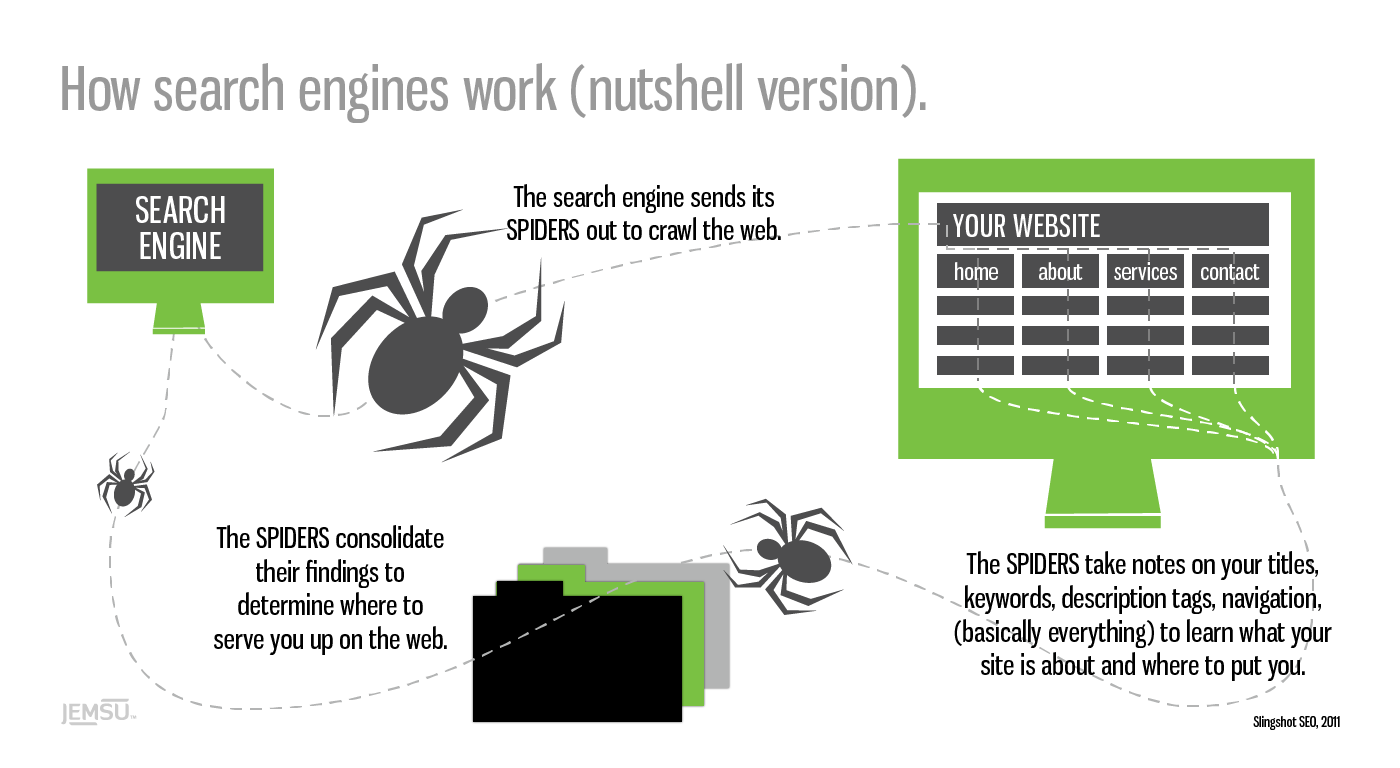 How search engines work (nutshell version).
SEARCH
ENGINE
The search engine sends its
SPIDERS out to crawl the web.
YOUR WEBSITE
home about services contact
The SPIDERS take notes on your titles,
keywords, description tags, navigation,
(basically everything) to learn what your
site is about and where to put you.
The SPIDERS consolidate
their findings to
determine where to
serve you up on the web.
JEMSU™
Slingshot SEO, 2011